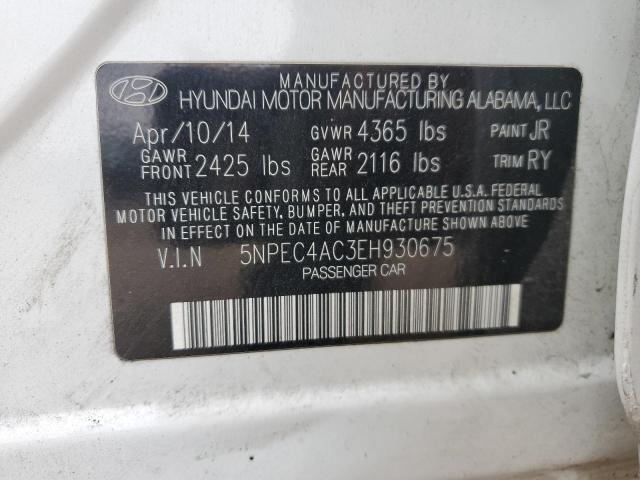 MANUFACTURED BY
HYUNDAI MOTOR MANUFACTURING ALABAMA, LLC
Apr/10/14 GVWR 4365 lbs PAINT JR
GAWR FRONT 2425 lbs GAWR REAR 2116 lbs TRIM RY
THIS VEHICLE CONFORMS TO ALL APPLICABLE U.S.A. FEDERAL
MOTOR VEHICLE SAFETY, BUMPER, AND THEFT PREVENTION STANDARDS
IN EFFECT ON THE DATE OF MANUFACTURE SHOWN ABOVE.
V.I.N 5NPEC4AC3EH930675
PASSENGER CAR